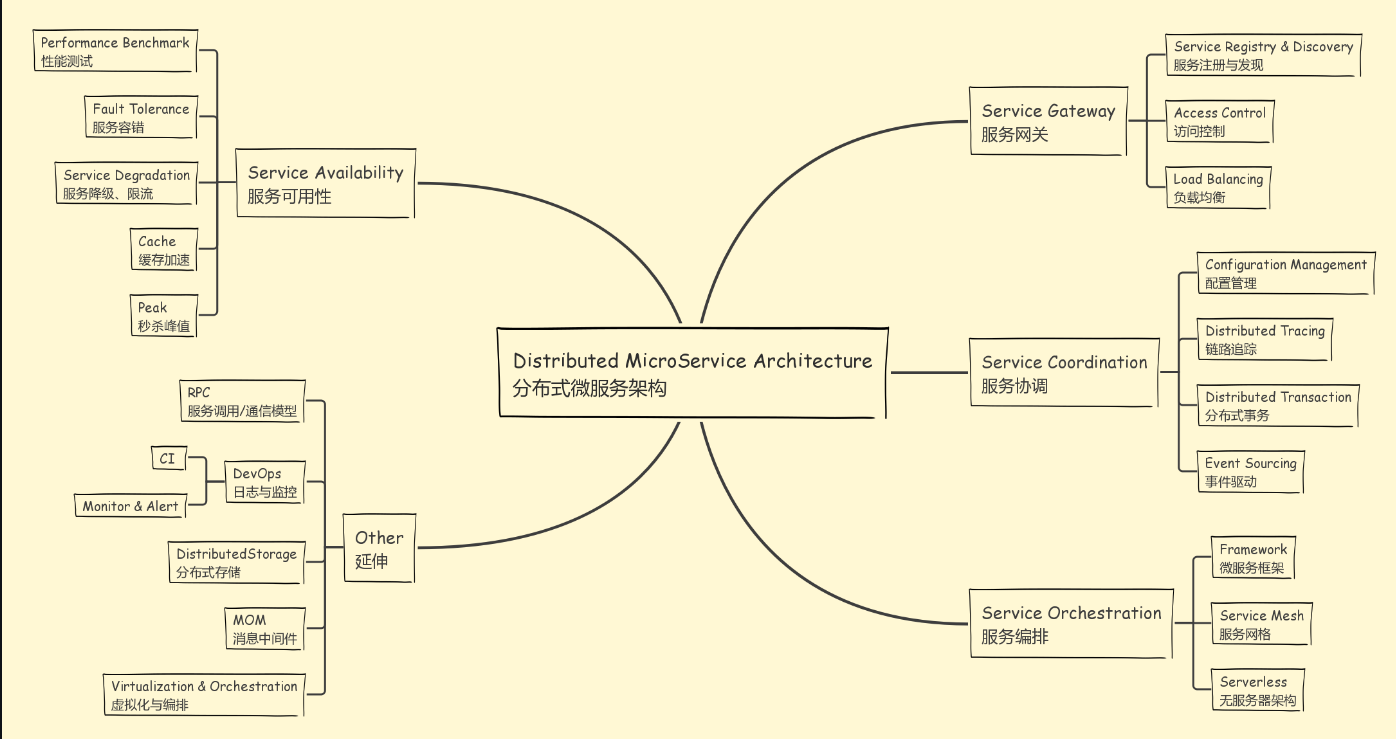 Distributed MicroService Architecture
分布式微服务架构
Service Gateway
服务网关
Service Registry & Discovery
服务注册与发现
Access Control
访问控制
Load Balancing
负载均衡
Service Coordination
服务协调
Configuration Management
配置管理
Distributed Tracing
链路追踪
Distributed Transaction
分布式事务
Event Sourcing
事件驱动
Service Orchestration
服务编排
Framework
微服务框架
Service Mesh
服务网格
Serverless
无服务器架构
Service Availability
服务可用性
Performance Benchmark
性能测试
Fault Tolerance
服务容错
Service Degradation
服务降级、限流
Cache
缓存加速
Peak
秒杀峰值
Other
延伸
RPC
服务调用/通信模型
DevOps
日志与监控
CI
Monitor & Alert
DistributedStorage
分布式存储
MOM
消息中间件
Virtualization & Orchestration
虚拟化与编排